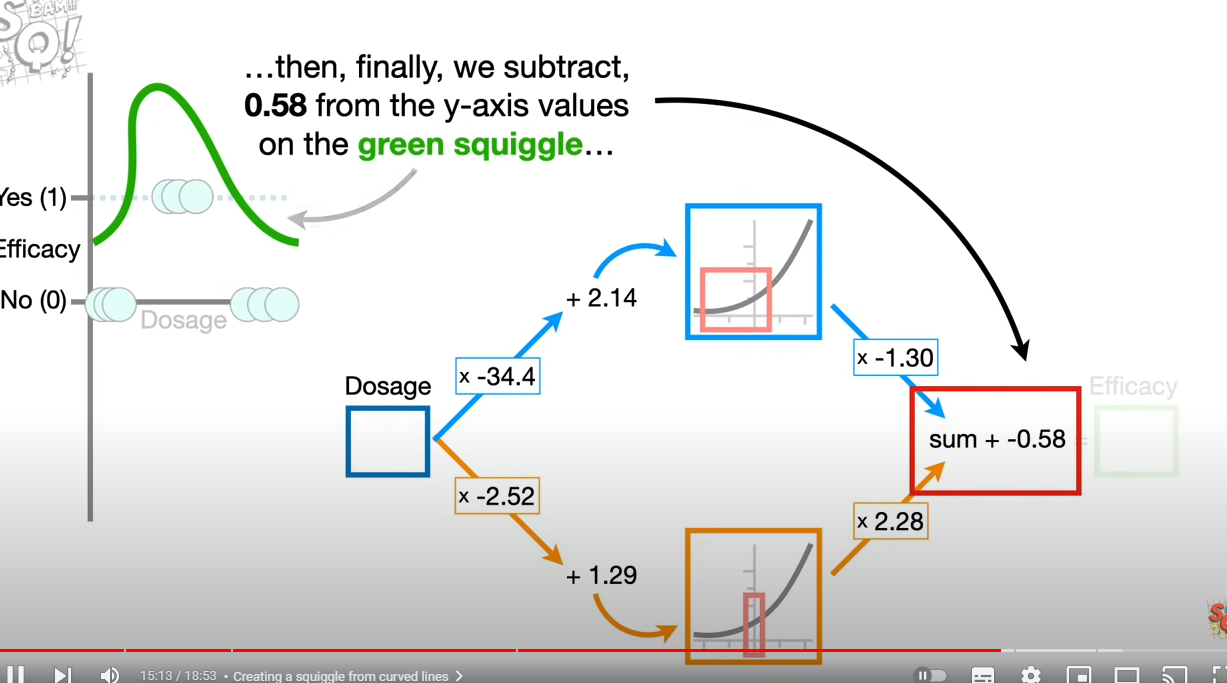 BAM!!
SQ!
...then, finally, we subtract,
0.58 from the y-axis values
on the green squiggle...
Yes (1)
Efficacy
No (0)
Dosage
+ 2.14
x -34.4
x -1.30
Dosage
Efficacy
sum + -0.58 =
x -2.52
x 2.28
+ 1.29
15:13 / 18:53 • Creating a squiggle from curved lines >